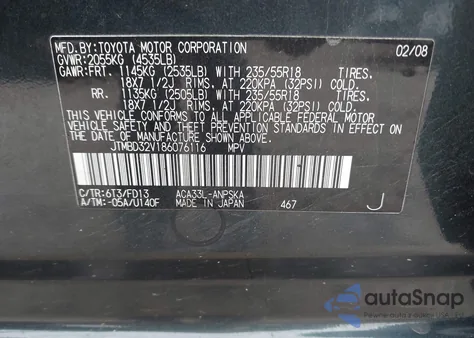 MFD.BY:TOYOTA MOTOR CORPORATION 02/08
GVWR:2055KG (4535LB)
GAWR:FRT. 1145KG (2535LB) WITH 235/55R18 TIRES,
18X7 1/2J RIMS, AT 220KPA (32PSI) COLD.
RR. 1135KG (2505LB) WITH 235/55R18 TIRES,
18X7 1/2J RIMS, AT 220KPA (32PSI) COLD.
THIS VEHICLE CONFORMS TO ALL APPLICABLE FEDERAL MOTOR
VEHICLE SAFETY AND THEFT PREVENTION STANDARDS IN EFFECT ON
THE DATE OF MANUFACTURE SHOWN ABOVE.
JTMBD32V186076116 MPV
C/TR:6T3/FD13 ACA33L-ANPSKA
A/TM:-05A/U140F MADE IN JAPAN 467 J
autoSnap